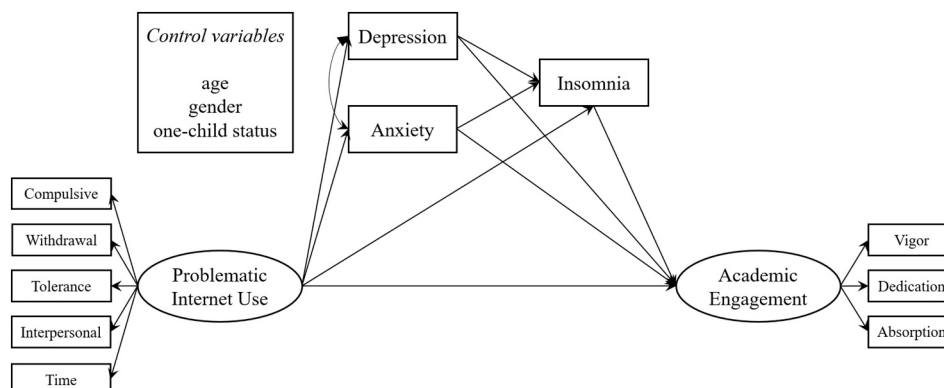 Control variables
age
gender
one-child status
Depression
Anxiety
Insomnia
Compulsive
Withdrawal
Tolerance
Interpersonal
Time
Problematic
Internet Use
Academic
Engagement
Vigor
Dedication
Absorption